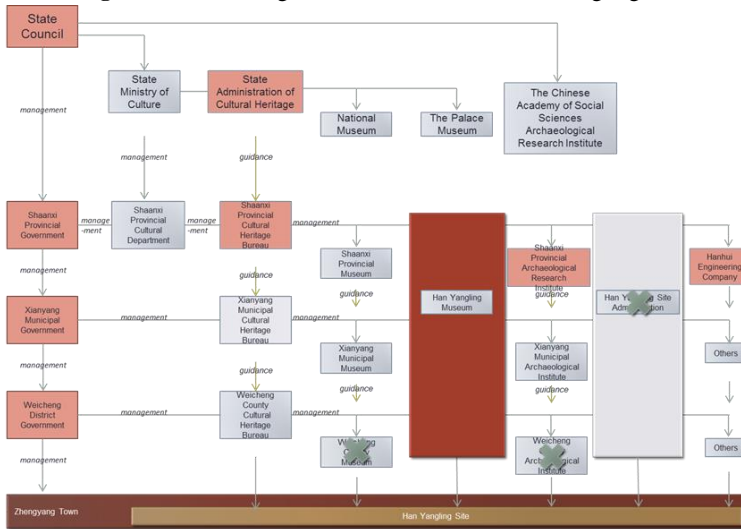 State
Council
management
State
Ministry of
Culture
State
Administration of
Cultural Heritage
National
Museum
The Palace
Museum
The Chinese
Academy of Social
Sciences
Archaeological
Research Institute
management
guidance
Shaanxi
Provincial
Government
manage
-ment
Shaanxi
Provincial
Cultural
Department
manage
-ment
Shaanxi
Provincial
Cultural
Heritage
Bureau
management
Shaanxi
Provincial
Museum
Han Yangling
Museum
Shaanxi
Provincial
Archaeological
Research
Institute
Han Yangling Site
Hanhui
Engineering
Company
management
guidance
guidance
guidance
Xianyang
Municipal
Government
management
Xianyang
Municipal
Cultural
Heritage
Bureau
management
Xianyang
Municipal
Museum
Xianyang
Municipal
Archaeological
Institute
Others
management
guidance
guidance
guidance
Weicheng
District
Government
management
Weicheng
County
Cultural
Heritage
Bureau
management
Weicheng
Museum
Weicheng
Archaeological
Institute
Others
management
Zhengyang Town
Han Yangling Site